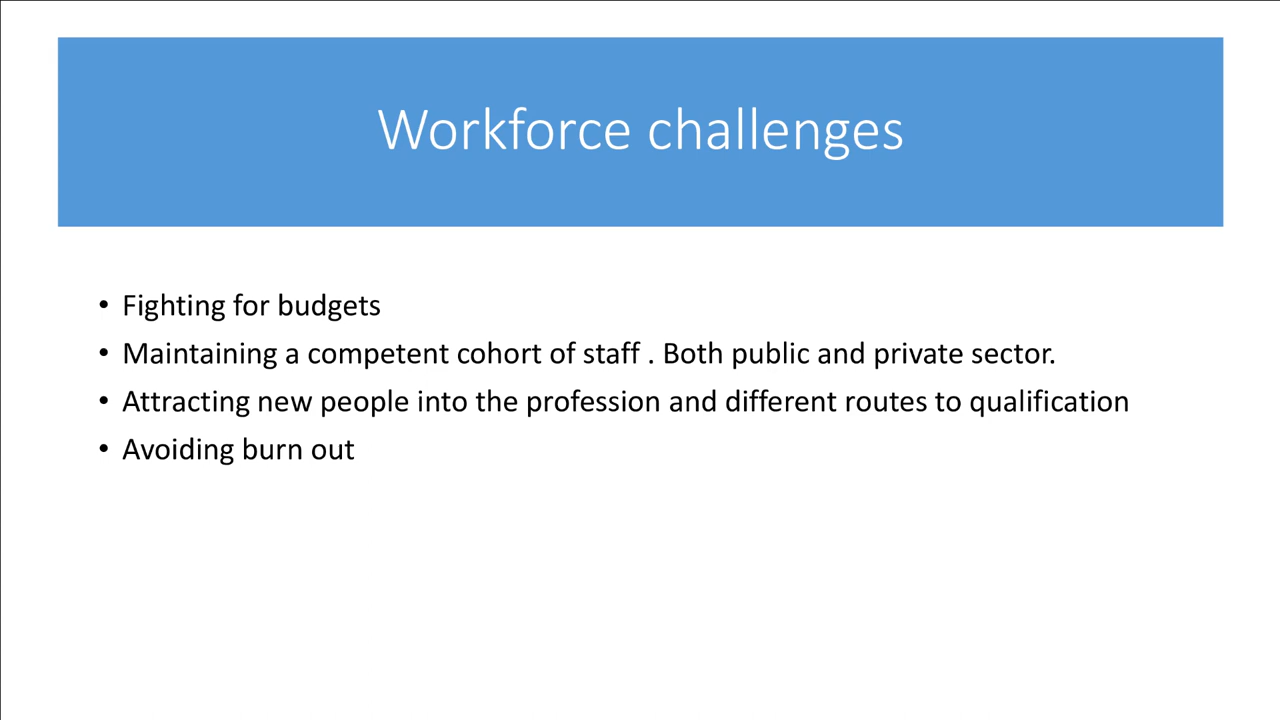 Workforce challenges
• Fighting for budgets
• Maintaining a competent cohort of staff . Both public and private sector.
• Attracting new people into the profession and different routes to qualification
• Avoiding burn out